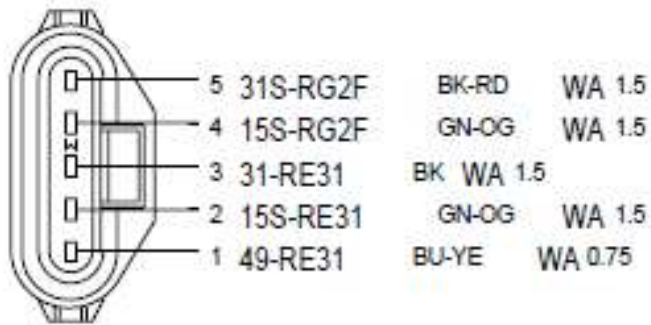 5 31S-RG2F BK-RD WA 1.5
4 15S-RG2F GN-OG WA 1.5
3 31-RE31 BK WA 1.5
2 15S-RE31 GN-OG WA 1.5
1 49-RE31 BU-YE WA 0.75